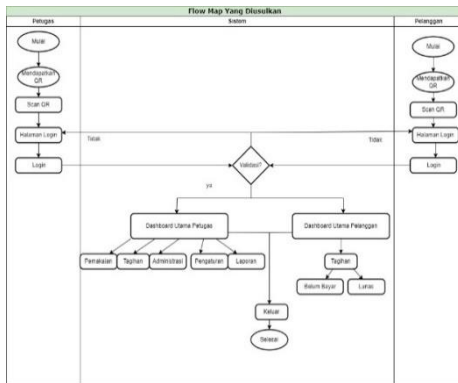 Flow Map Yang Diusulkan
Petugas
Sistem
Pelanggan
Mulai
Mulai
Mendapatkan
QR
Mendapatkan
QR
Scan QR
Scan QR
Halaman Login
Halaman Login
Tidak
Tidak
Login
Validasi?
Login
ya
Dashboard Utama Petugas
Dashboard Utama Pelanggan
Pemakaian
Tagihan
Administrasi
Pengaturan
Laporan
Tagihan
Belum Bayar
Lunas
Keluar
Selesai